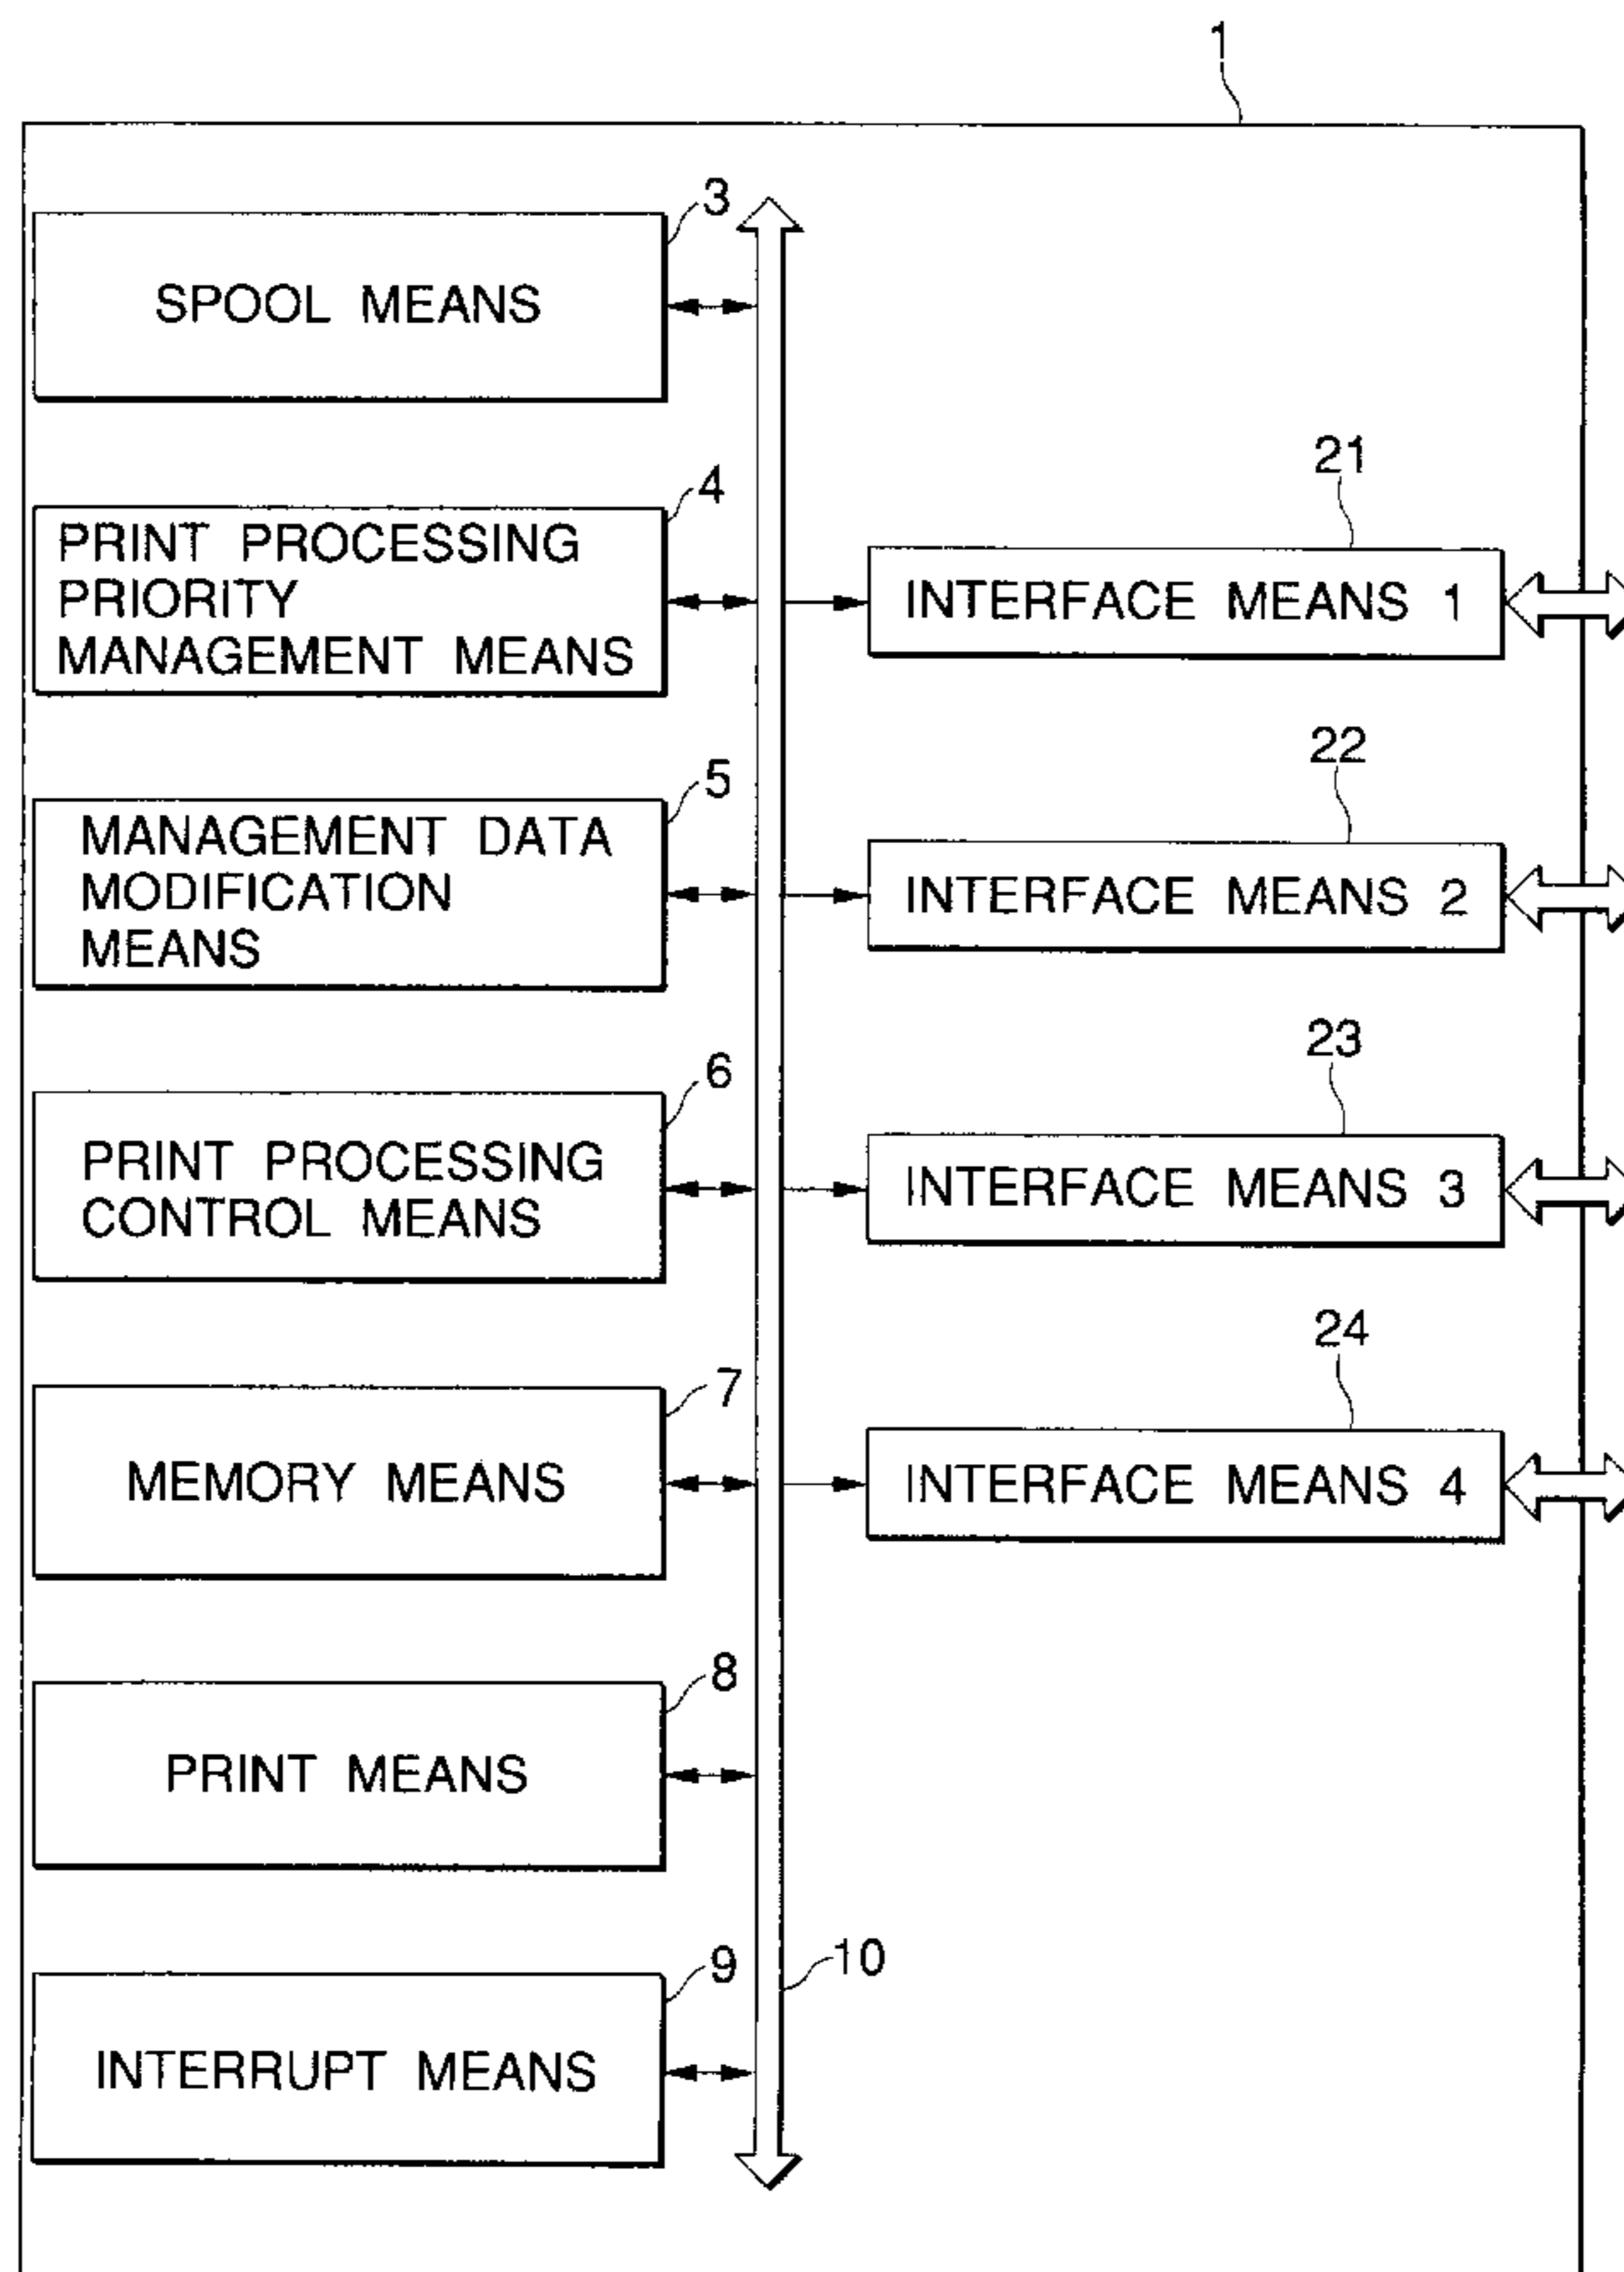 1
3
SPOOL MEANS
4
PRINT PROCESSING
PRIORITY
MANAGEMENT MEANS
21
INTERFACE MEANS 1
5
MANAGEMENT DATA
MODIFICATION
MEANS
22
INTERFACE MEANS 2
6
PRINT PROCESSING
CONTROL MEANS
23
INTERFACE MEANS 3
7
MEMORY MEANS
24
INTERFACE MEANS 4
8
PRINT MEANS
9
INTERRUPT MEANS
10